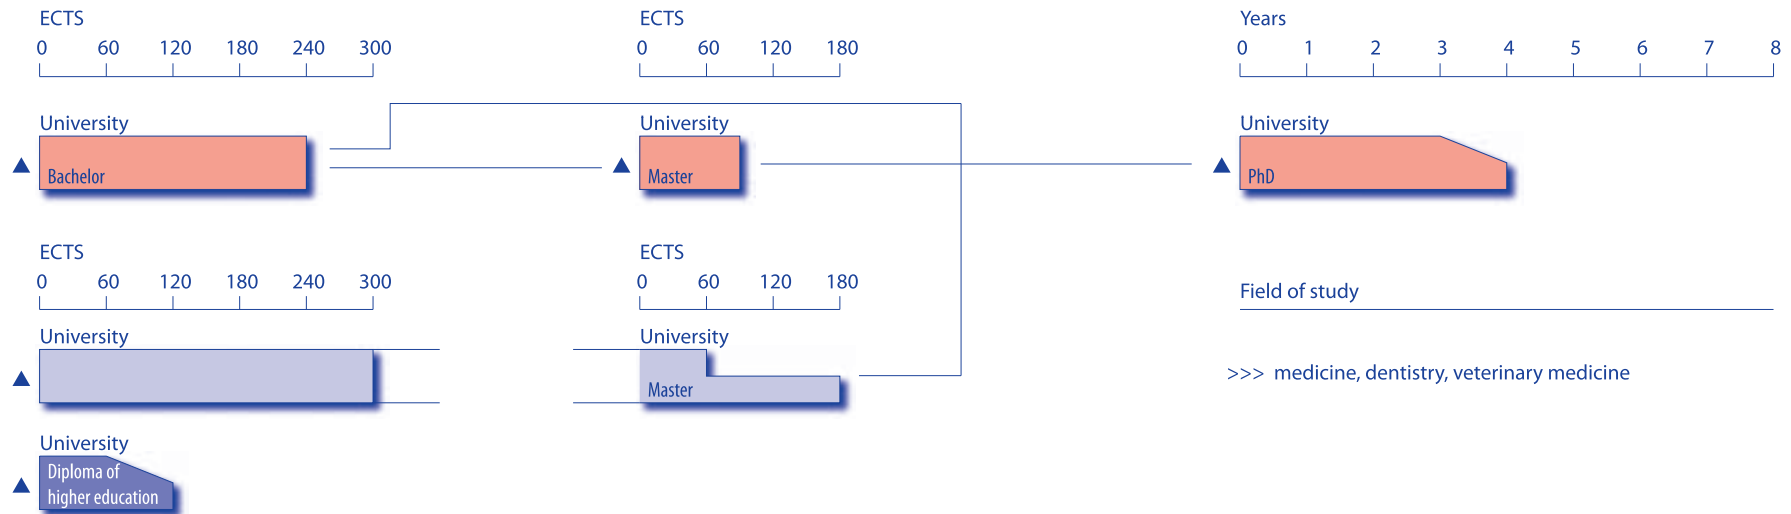 ECTS
0 60 120 180 240 300
ECTS
0 60 120 180
Years
0 1 2 3 4 5 6 7 8
University
Bachelor
University
Master
University
PhD
ECTS
0 60 120 180 240 300
ECTS
0 60 120 180
Field of study
University
University
Master
>>> medicine, dentistry, veterinary medicine
University
Diploma of
higher education